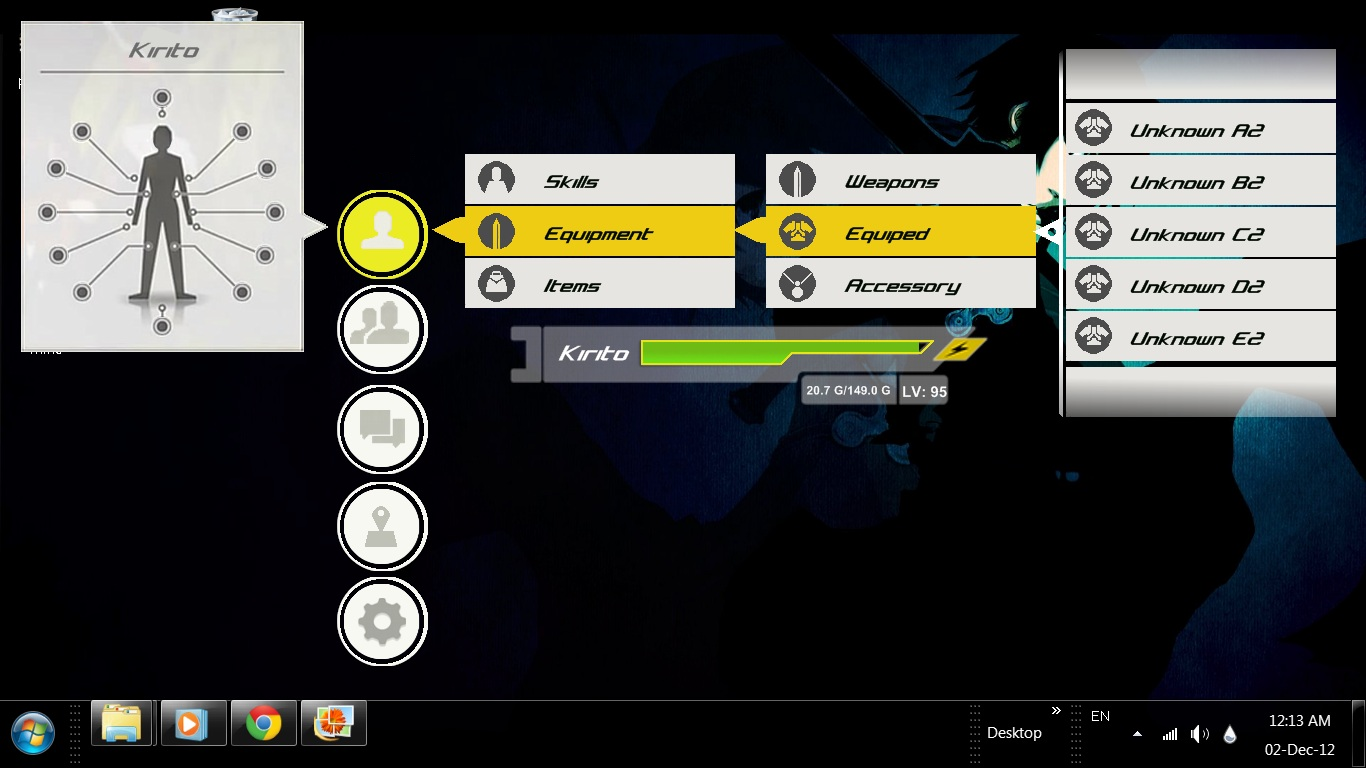 Kirito
Skills
Equipment
Items
Weapons
Equiped
Accessory
Unknown A2
Unknown B2
Unknown C2
Unknown D2
Unknown E2
Kirito
20.7 G/149.0 G
LV: 95
Desktop
»
EN
12:13 AM
02-Dec-12